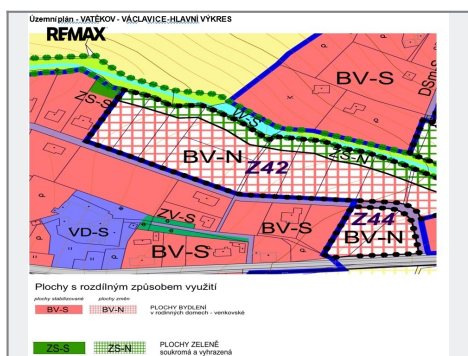 Územní plán - VATĚKOV - VÁCLAVICE-HLAVNÍ VÝKRES
RE/MAX
BV-S
DSm-S
ZS-S
W-S
BV-N
Z42
ZS-N
Z44
ZV-S
VD-S
BV-S
BV-N
BV-S
Plochy s rozdílným způsobem využití
plochy stabilizované plochy změn
BV-S BV-N PLOCHY BYDLENÍ
v rodinných domech - venkovské
ZS-S ZS-N PLOCHY ZELENĚ
soukromá a vyhrazená